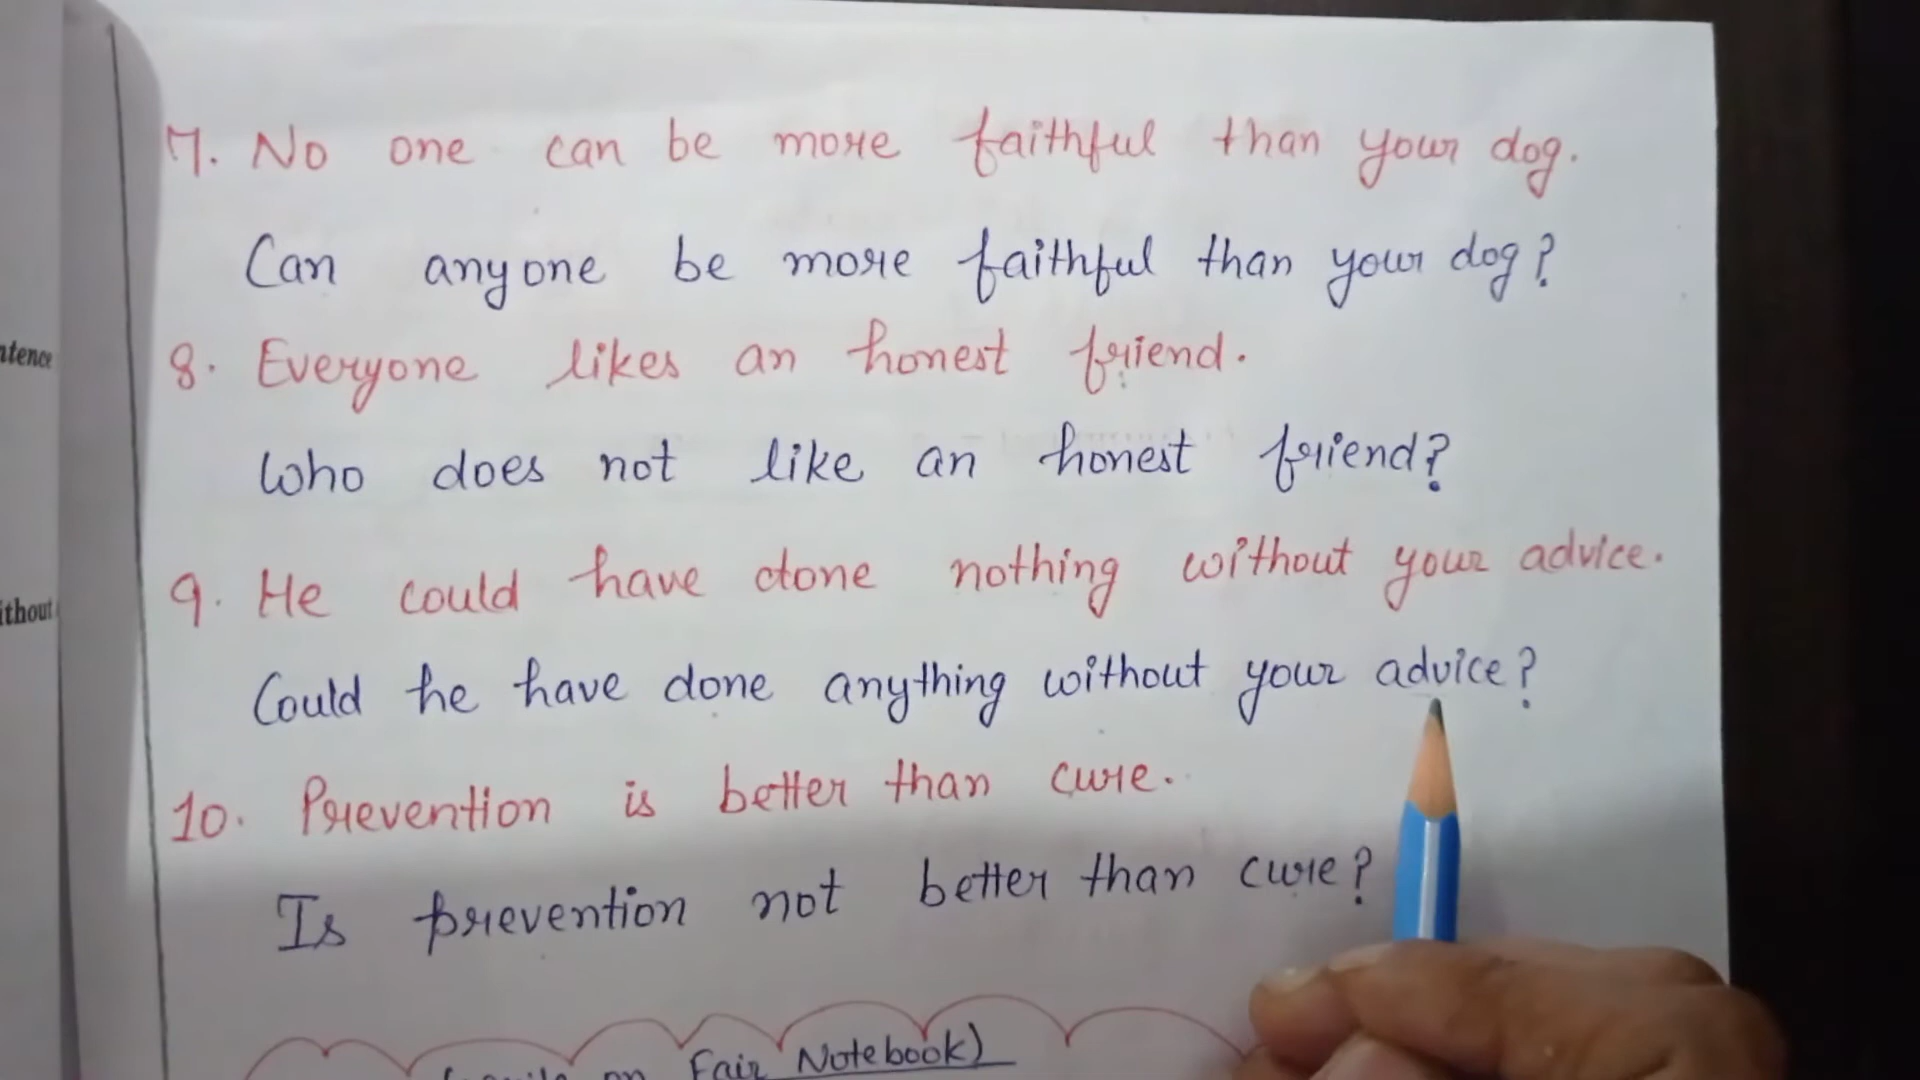 7. No one can be more faithful than your dog.
Can anyone be more faithful than your dog?
8. Everyone likes an honest friend.
Who does not like an honest friend?
9. He could have done nothing without your advice.
Could he have done anything without your advice?
10. Prevention is better than cure.
Is prevention not better than cure?
on Fair Notebook)
ntence
ithout